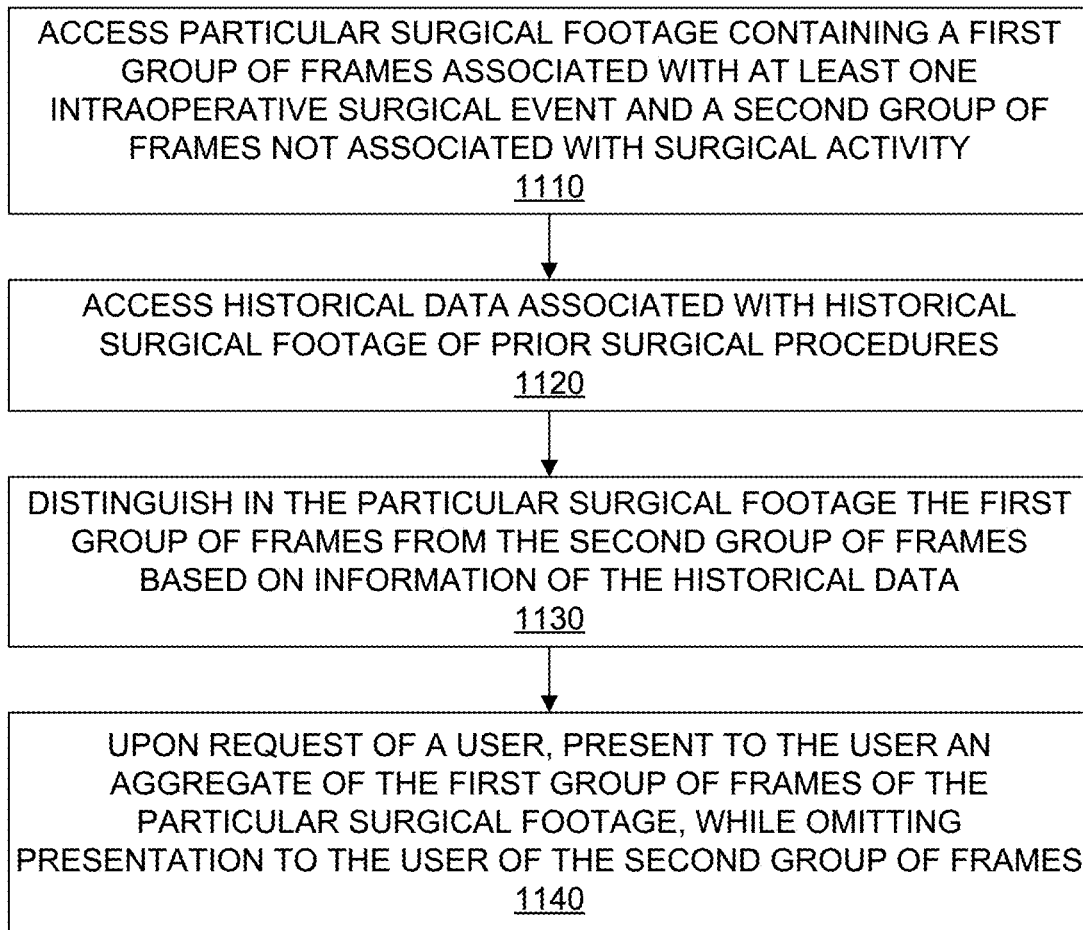 ACCESS PARTICULAR SURGICAL FOOTAGE CONTAINING A FIRST
GROUP OF FRAMES ASSOCIATED WITH AT LEAST ONE
INTRAOPERATIVE SURGICAL EVENT AND A SECOND GROUP OF
FRAMES NOT ASSOCIATED WITH SURGICAL ACTIVITY
1110
ACCESS HISTORICAL DATA ASSOCIATED WITH HISTORICAL
SURGICAL FOOTAGE OF PRIOR SURGICAL PROCEDURES
1120
DISTINGUISH IN THE PARTICULAR SURGICAL FOOTAGE THE FIRST
GROUP OF FRAMES FROM THE SECOND GROUP OF FRAMES
BASED ON INFORMATION OF THE HISTORICAL DATA
1130
UPON REQUEST OF A USER, PRESENT TO THE USER AN
AGGREGATE OF THE FIRST GROUP OF FRAMES OF THE
PARTICULAR SURGICAL FOOTAGE, WHILE OMITTING
PRESENTATION TO THE USER OF THE SECOND GROUP OF FRAMES
1140